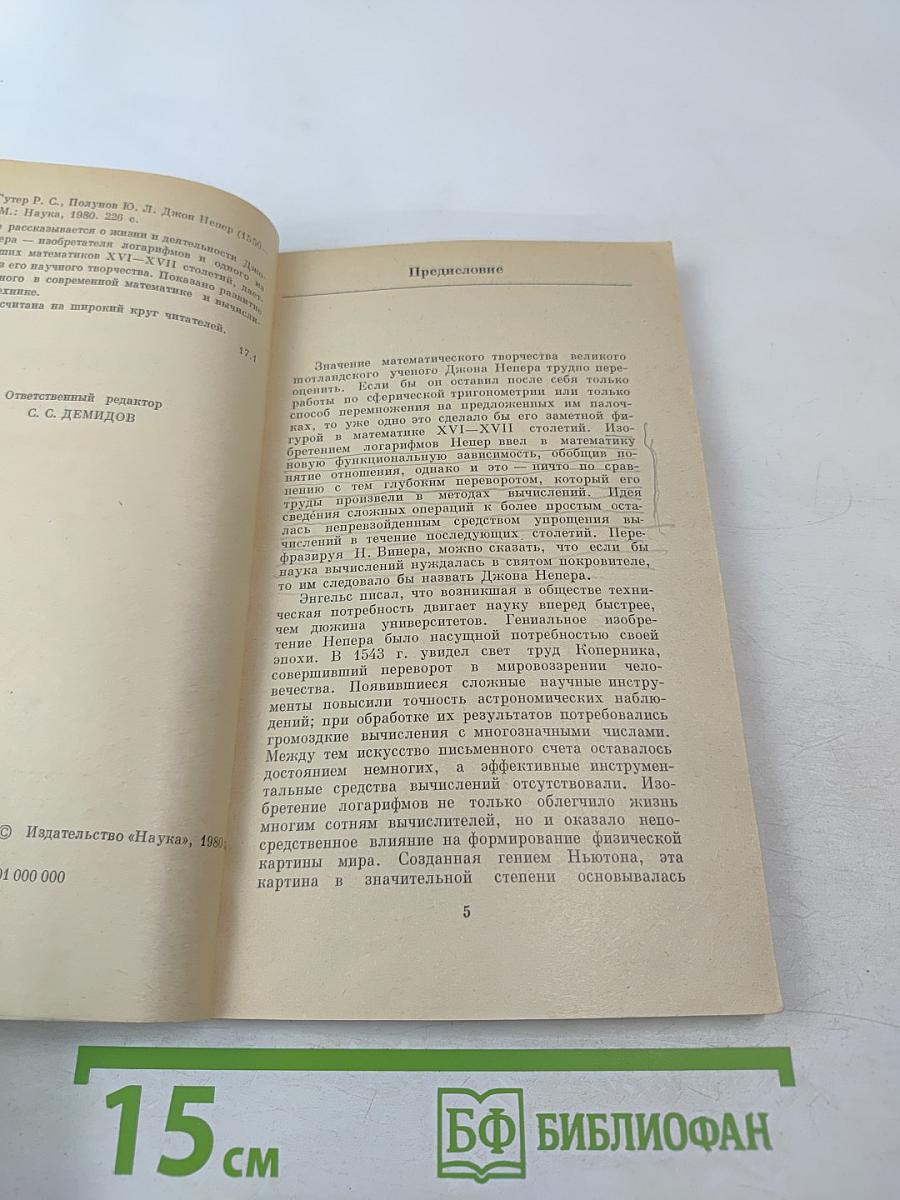 Гутер Р. С., Полунов Ю. Л. Джон Непер (1550—
М.: Наука, 1980. 226 с.
рассказывается о жизни и деятельности Джо-
ера — изобретателя логарифмов и одного из
ших математиков XVI—XVII столетий, дает-
з его научного творчества. Показано развитие
ного в современной математике и вычисли-
ехнике.
считана на широкий круг читателей.
17.1
Ответственный редактор
С. С. ДЕМИДОВ
© Издательство «Наука», 1980
01 000 000
Предисловие
Значение математического творчества великого
шотландского ученого Джона Непера трудно пере-
оценить. Если бы он оставил после себя только
работы по сферической тригонометрии или только
способ перемножения на предложенных им палоч-
ках, то уже одно это сделало бы его заметной фи-
гурой в математике XVI—XVII столетий. Изо-
бретением логарифмов Непер ввел в математику
новую функциональную зависимость, обобщив по-
нятие отношения, однако и это — ничто по срав-
нению с тем глубоким переворотом, который его
труды произвели в методах вычислений. Идея
сведения сложных операций к более простым оста-
лась непревзойденным средством упрощения вы-
числений в течение последующих столетий. Пере-
фразируя Н. Винера, можно сказать, что если бы
наука вычислений нуждалась в святом покровителе,
то им следовало бы назвать Джона Непера.
Энгельс писал, что возникшая в обществе техни-
ческая потребность двигает науку вперед быстрее,
чем дюжина университетов. Гениальное изобре-
тение Непера было насущной потребностью своей
эпохи. В 1543 г. увидел свет труд Коперника,
совершивший переворот в мировоззрении чело-
вечества. Появившиеся сложные научные инстру-
менты повысили точность астрономических наблю-
дений; при обработке их результатов потребовались
громоздкие вычисления с многозначными числами.
Между тем искусство письменного счета оставалось
достоянием немногих, а эффективные инструмен-
тальные средства вычислений отсутствовали. Изо-
бретение логарифмов не только облегчило жизнь
многим сотням вычислителей, но и оказало непо-
средственное влияние на формирование физической
картины мира. Созданная гением Ньютона, эта
картина в значительной степени основывалась
5
15 см
БФ БИБЛИОФАН